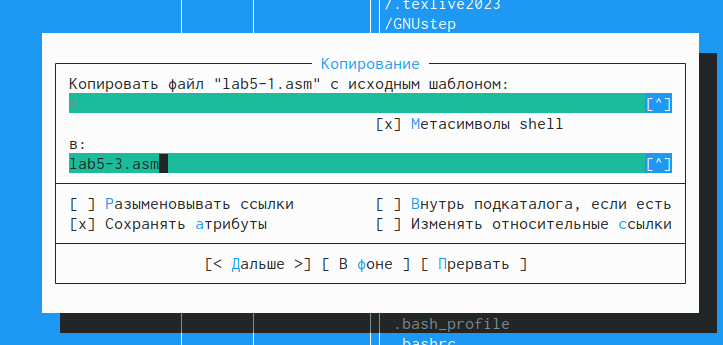 /.texlive2023
/GNUstep
Копирование
Копировать файл "lab5-1.asm" с исходным шаблоном:
* [^]
[x] Метасимволы shell
в:
lab5-3.asm [^]
[ ] Разыменовывать ссылки [ ] Внутрь подкаталога, если есть
[x] Сохранять атрибуты [ ] Изменять относительные ссылки
[< Дальше >] [ В фоне ] [ Прервать ]
.bash_profile
.bashrc